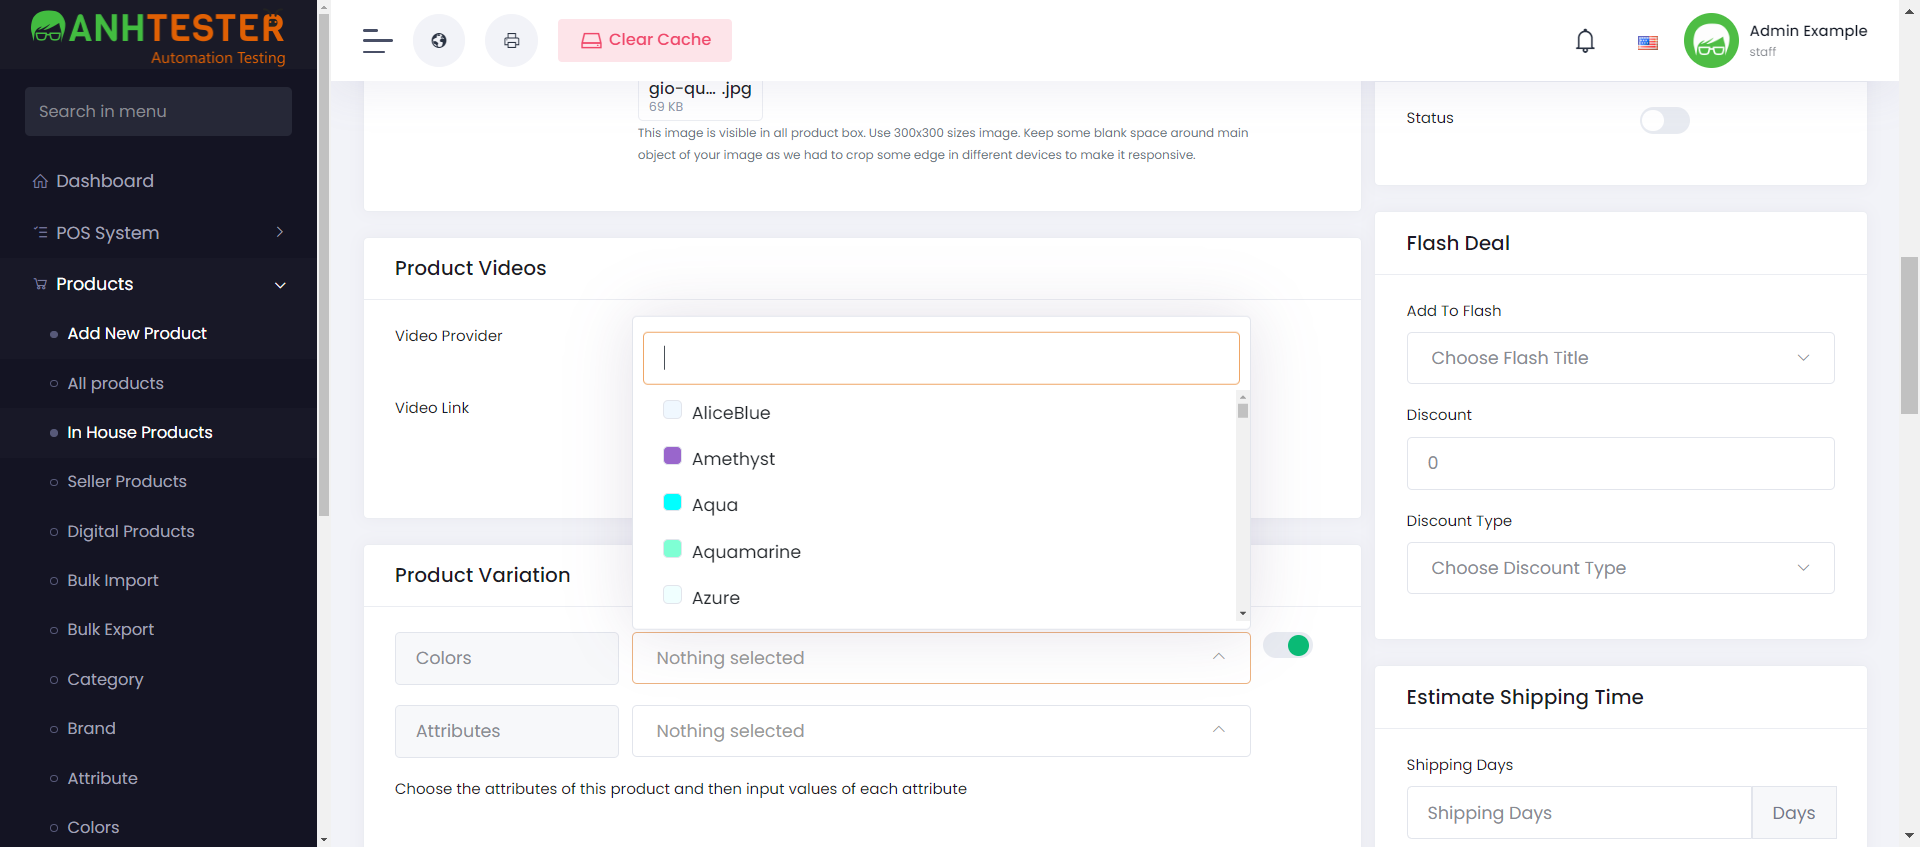 ANHTESTER
Automation Testing
Search in menu
Dashboard
POS System
Products
Add New Product
All products
In House Products
Seller Products
Digital Products
Bulk Import
Bulk Export
Category
Brand
Attribute
Colors
Clear Cache
Admin Example
staff
gio-qu... .jpg
69 KB
This image is visible in all product box. Use 300x300 sizes image. Keep some blank space around main
object of your image as we had to crop some edge in different devices to make it responsive.
Product Videos
Video Provider
Video Link
AliceBlue
Amethyst
Aqua
Aquamarine
Azure
Product Variation
Colors
Nothing selected
Attributes
Nothing selected
Choose the attributes of this product and then input values of each attribute
Status
Flash Deal
Add To Flash
Choose Flash Title
Discount
0
Discount Type
Choose Discount Type
Estimate Shipping Time
Shipping Days
Shipping Days
Days